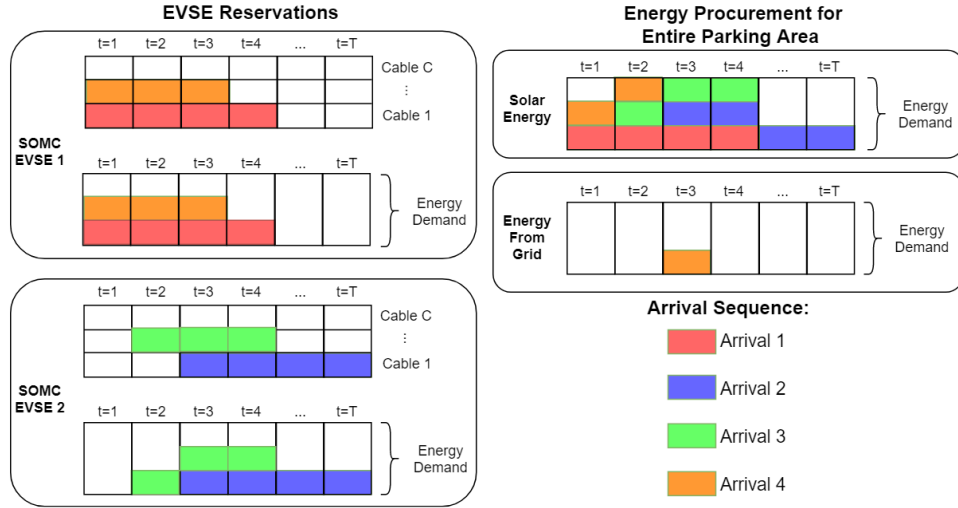 EVSE Reservations
t=1 t=2 t=3 t=4 ... t=T
Cable C
⋮
Cable 1
SOMC
EVSE 1
t=1 t=2 t=3 t=4 ... t=T
Energy
Demand
t=1 t=2 t=3 t=4 ... t=T
Cable C
⋮
Cable 1
SOMC
EVSE 2
t=1 t=2 t=3 t=4 ... t=T
Energy
Demand
Energy Procurement for
Entire Parking Area
t=1 t=2 t=3 t=4 ... t=T
Solar
Energy
Energy
Demand
t=1 t=2 t=3 t=4 ... t=T
Energy
From
Grid
Energy
Demand
Arrival Sequence:
Arrival 1
Arrival 2
Arrival 3
Arrival 4